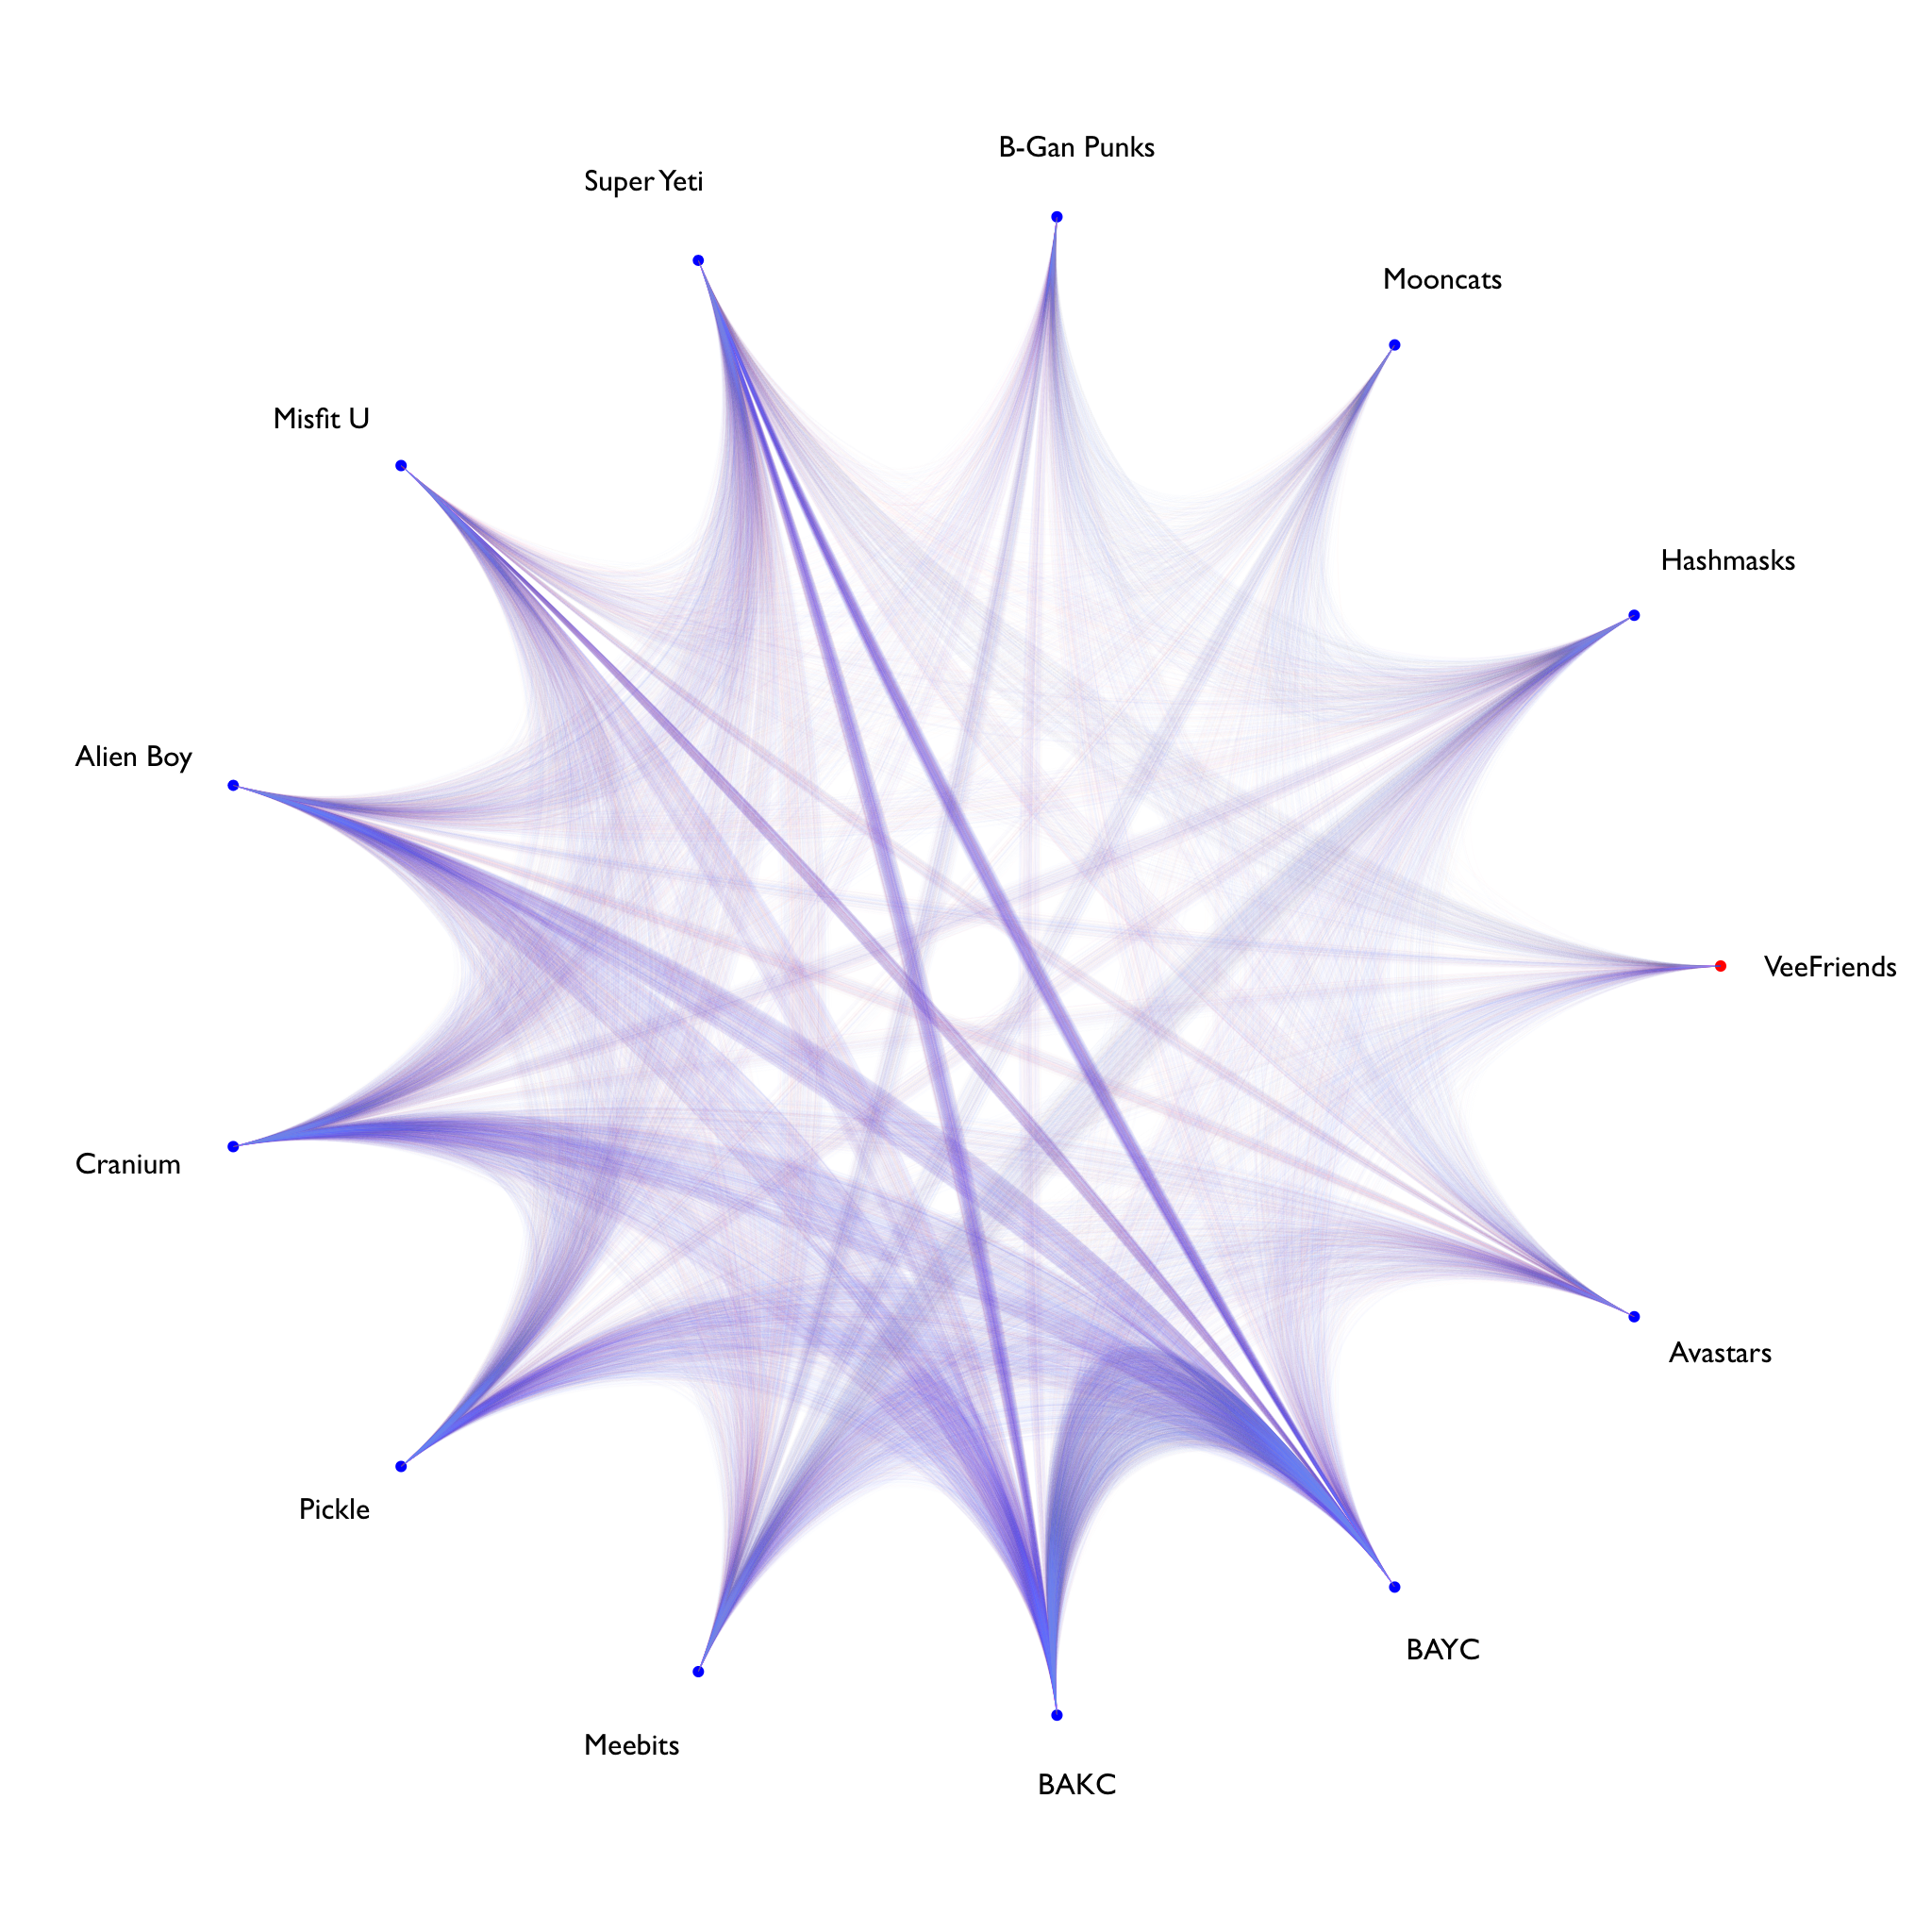 B-Gan Punks
Super Yeti
Mooncats
Misfit U
Hashmasks
Alien Boy
VeeFriends
Cranium
Avastars
Pickle
BAYC
Meebits
BAKC